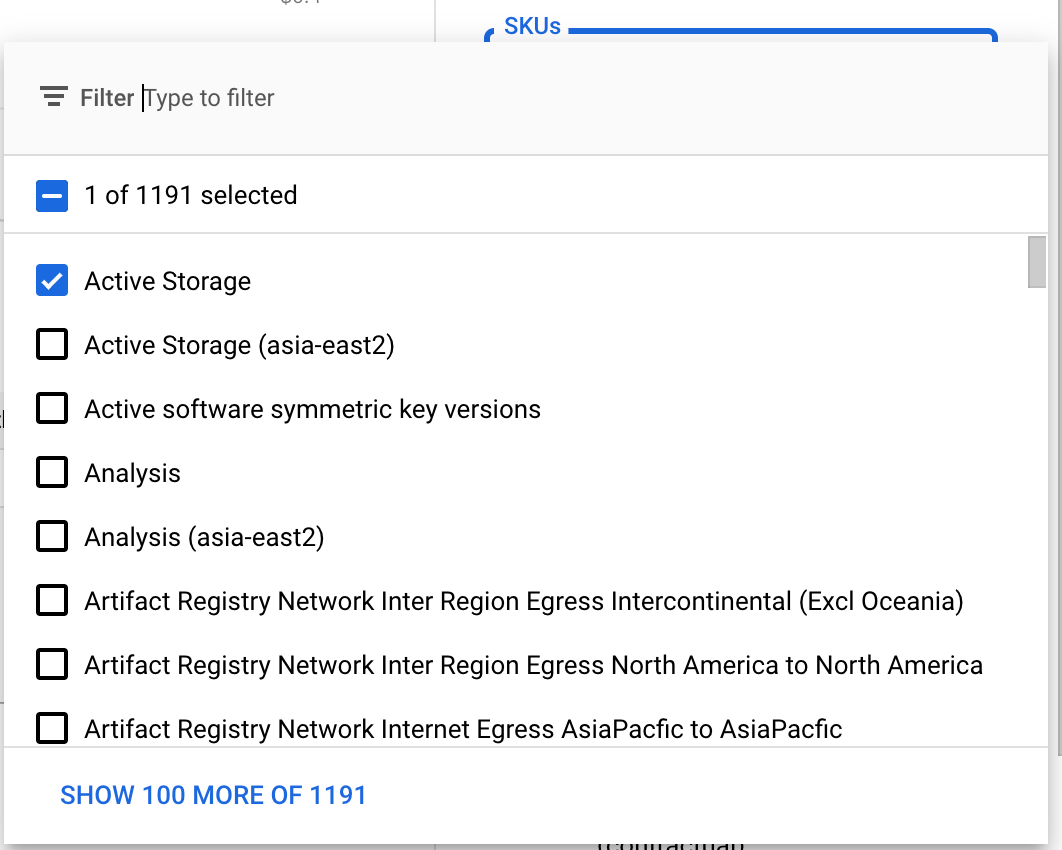 SKUs
Filter Type to filter
1 of 1191 selected
Active Storage
Active Storage (asia-east2)
Active software symmetric key versions
Analysis
Analysis (asia-east2)
Artifact Registry Network Inter Region Egress Intercontinental (Excl Oceania)
Artifact Registry Network Inter Region Egress North America to North America
Artifact Registry Network Internet Egress AsiaPacfic to AsiaPacfic
SHOW 100 MORE OF 1191